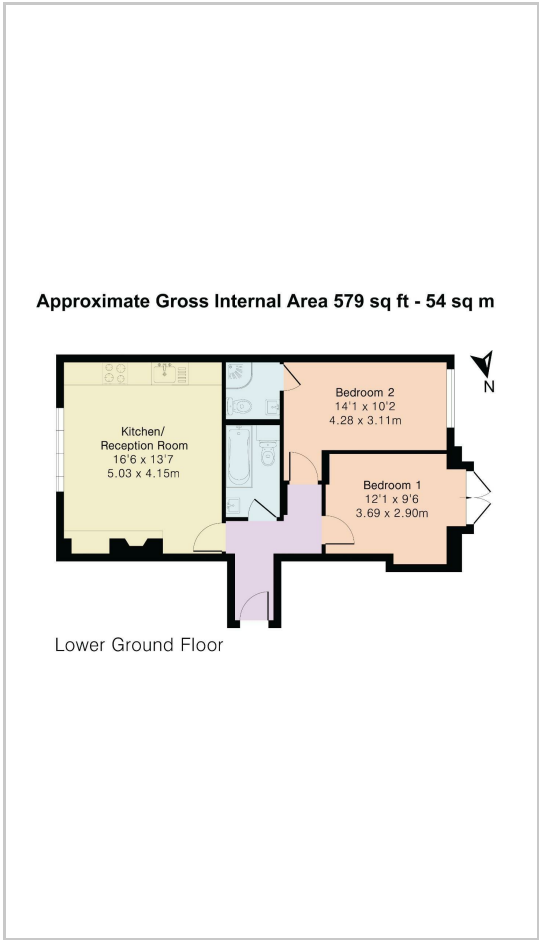 Approximate Gross Internal Area 579 sq ft - 54 sq m
N
Bedroom 2
14'1 x 10'2
4.28 x 3.11m
Kitchen/
Reception Room
16'6 x 13'7
5.03 x 4.15m
Bedroom 1
12'1 x 9'6
3.69 x 2.90m
Lower Ground Floor